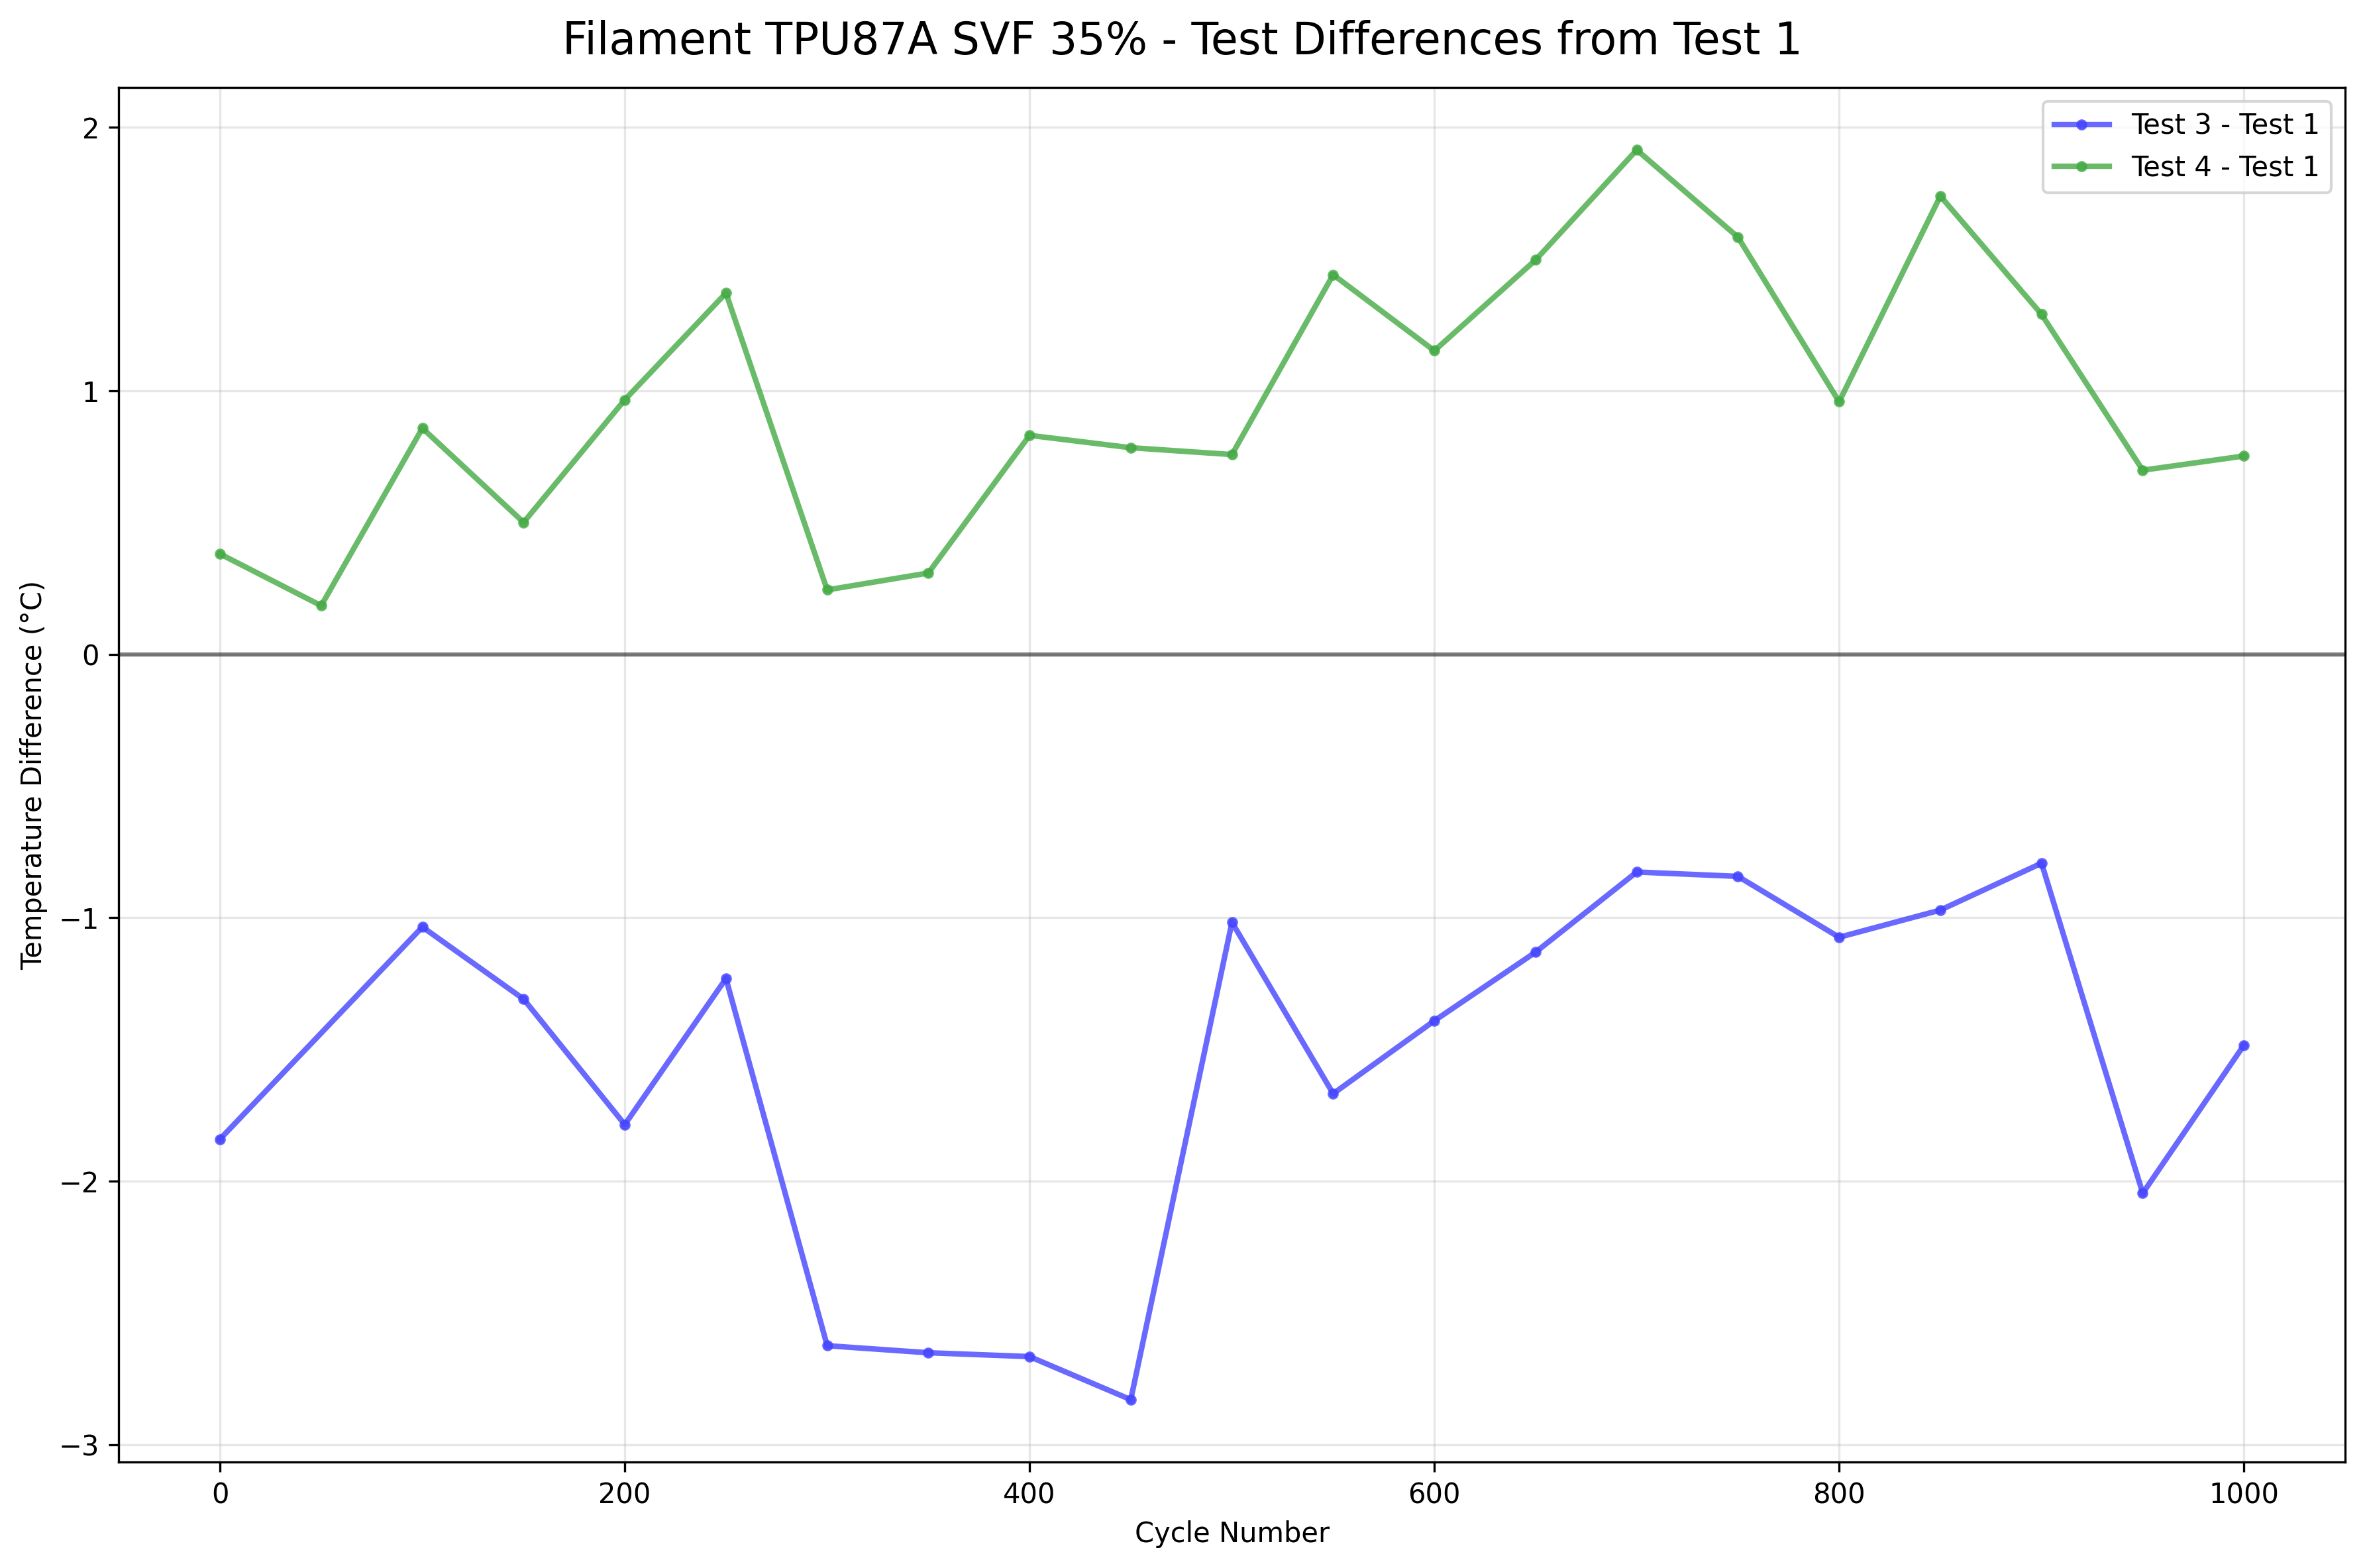 Filament TPU87A SVF 35% - Test Differences from Test 1
Test 3 - Test 1
Test 4 - Test 1
Temperature Difference (°C)
2
1
0
−1
−2
−3
0 200 400 600 800 1000
Cycle Number